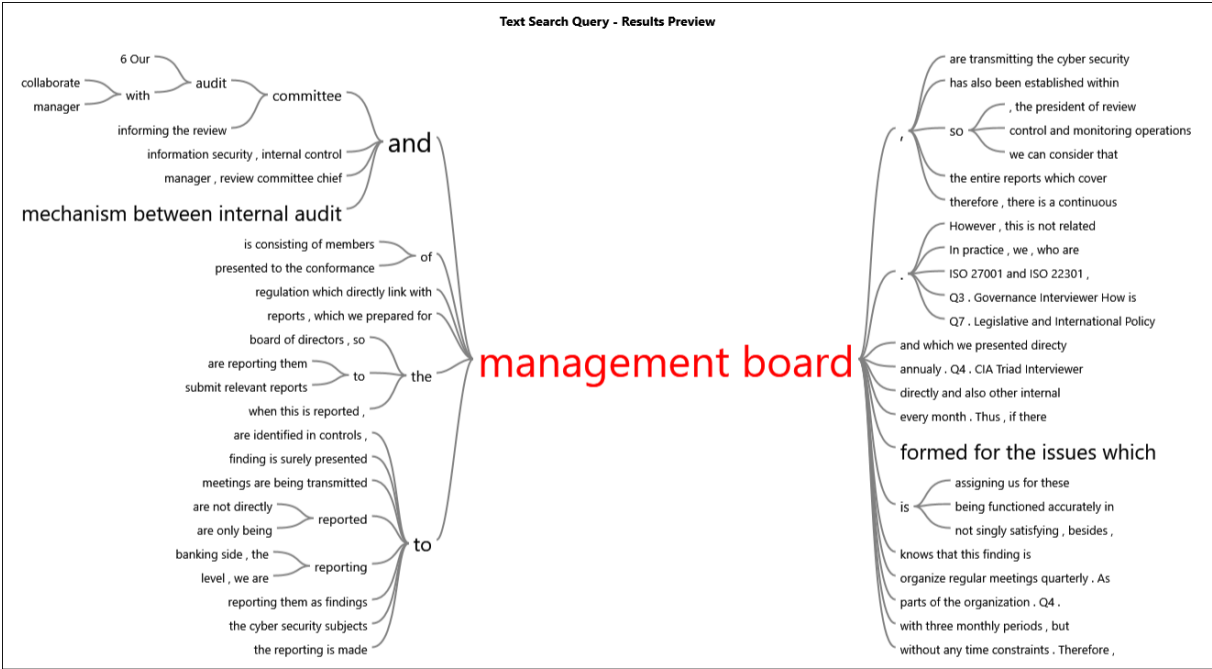 Text Search Query - Results Preview
6 Our
collaborate
manager
with
audit
informing the review
committee
information security , internal control
manager , review committee chief
mechanism between internal audit
and
is consisting of members
presented to the conformance
of
regulation which directly link with
reports , which we prepared for
board of directors , so
are reporting them
submit relevant reports
to
when this is reported ,
the
are identified in controls ,
finding is surely presented
meetings are being transmitted
are not directly
are only being
reported
banking side , the
level , we are
reporting
reporting them as findings
the cyber security subjects
the reporting is made
to
management board
,
are transmitting the cyber security
has also been established within
so
, the president of review
control and monitoring operations
we can consider that
the entire reports which cover
therefore , there is a continuous
.
However , this is not related
In practice , we , who are
ISO 27001 and ISO 22301 ,
Q3 . Governance Interviewer How is
Q7 . Legislative and International Policy
and which we presented directy
annualy . Q4 . CIA Triad Interviewer
directly and also other internal
every month . Thus , if there
formed for the issues which
is
assigning us for these
being functioned accurately in
not singly satisfying , besides ,
knows that this finding is
organize regular meetings quarterly . As
parts of the organization . Q4 .
with three monthly periods , but
without any time constraints . Therefore ,